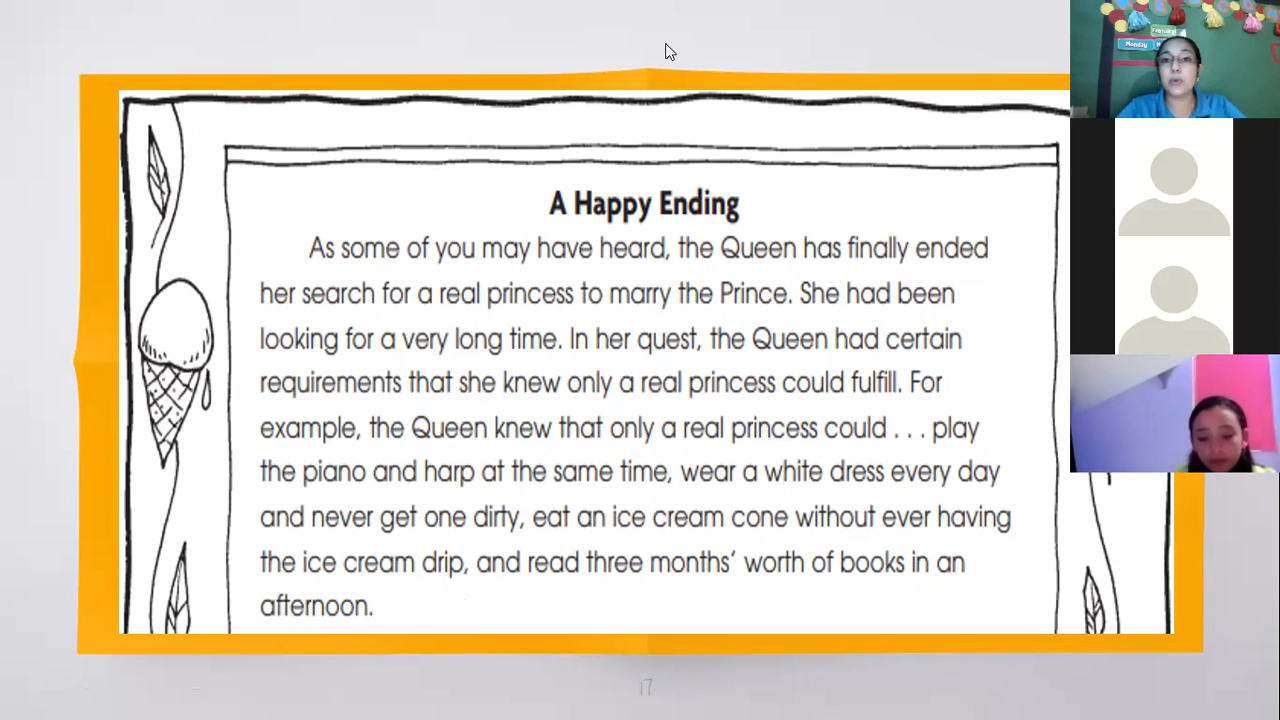 A Happy Ending
As some of you may have heard, the Queen has finally ended
her search for a real princess to marry the Prince. She had been
looking for a very long time. In her quest, the Queen had certain
requirements that she knew only a real princess could fulfill. For
example, the Queen knew that only a real princess could . . . play
the piano and harp at the same time, wear a white dress every day
and never get one dirty, eat an ice cream cone without ever having
the ice cream drip, and read three months’ worth of books in an
afternoon.
17
Monday